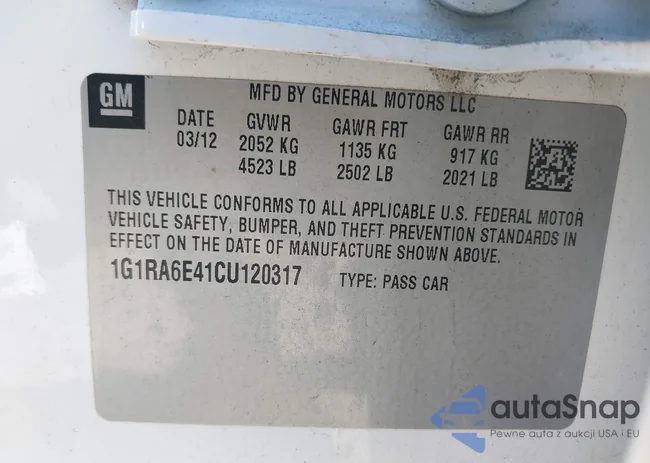 GM
MFD BY GENERAL MOTORS LLC
DATE GVWR GAWR FRT GAWR RR
03/12 2052 KG 1135 KG 917 KG
4523 LB 2502 LB 2021 LB
THIS VEHICLE CONFORMS TO ALL APPLICABLE U.S. FEDERAL MOTOR
VEHICLE SAFETY, BUMPER, AND THEFT PREVENTION STANDARDS IN
EFFECT ON THE DATE OF MANUFACTURE SHOWN ABOVE.
1G1RA6E41CU120317 TYPE: PASS CAR
autaSnap
Pewne auta z aukcji USA i EU